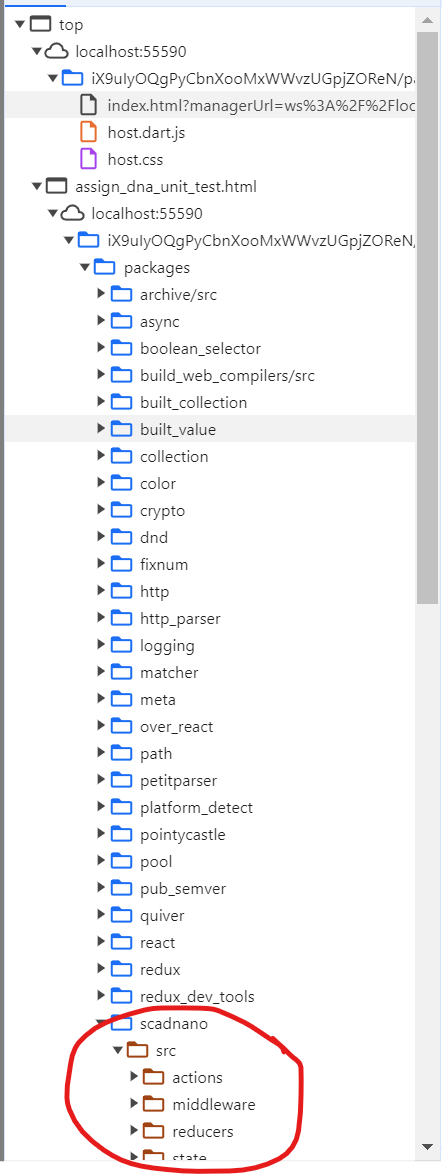 top
localhost:55590
iX9uIyOQgPyCbnXooMxWWvzUGpjZOReN/pa
index.html?managerUrl=ws%3A%2F%2Floc
host.dart.js
host.css
assign_dna_unit_test.html
localhost:55590
iX9uIyOQgPyCbnXooMxWWvzUGpjZOReN/
packages
archive/src
async
boolean_selector
build_web_compilers/src
built_collection
built_value
collection
color
crypto
dnd
fixnum
http
http_parser
logging
matcher
meta
over_react
path
petitparser
platform_detect
pointycastle
pool
pub_semver
quiver
react
redux
redux_dev_tools
scadnano
src
actions
middleware
reducers
state